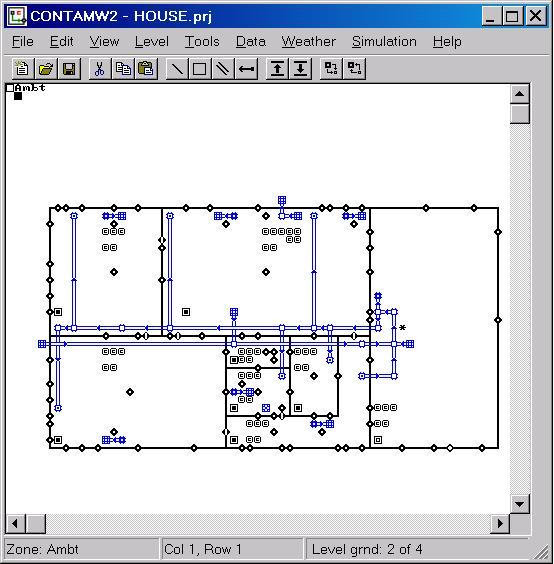 CONTAMW2 - HOUSE.prj
File Edit View Level Tools Data Weather Simulation Help
Ambt
Zone: Ambt Col 1, Row 1 Level grnd: 2 of 4